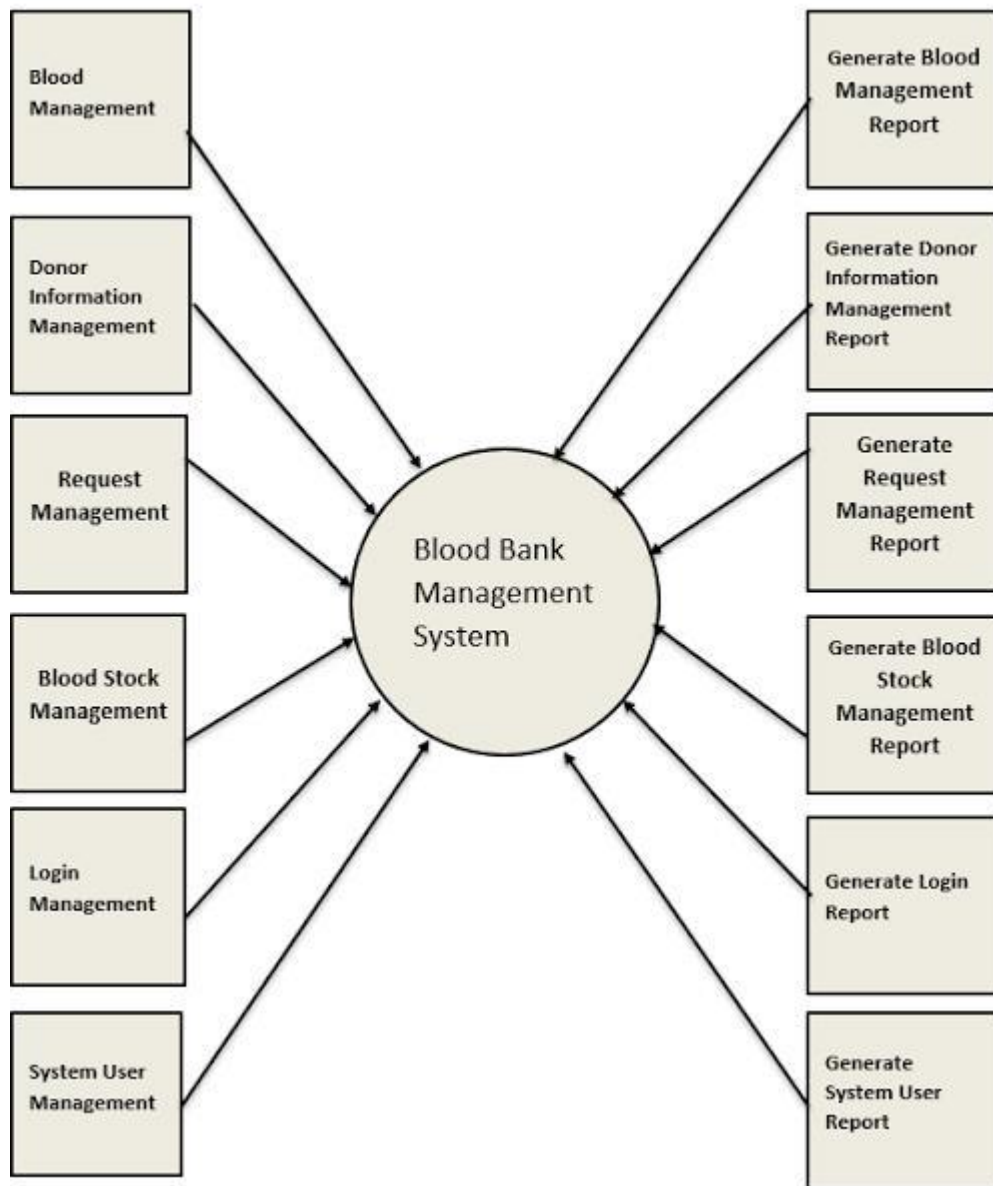 Blood
Management
Donor
Information
Management
Request
Management
Blood Stock
Management
Login
Management
System User
Management
Blood Bank
Management
System
Generate Blood
Management
Report
Generate Donor
Information
Management
Report
Generate
Request
Management
Report
Generate Blood
Stock
Management
Report
Generate Login
Report
Generate
System User
Report